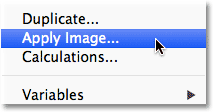 Duplicate...
Apply Image...
Calculations...
Variables